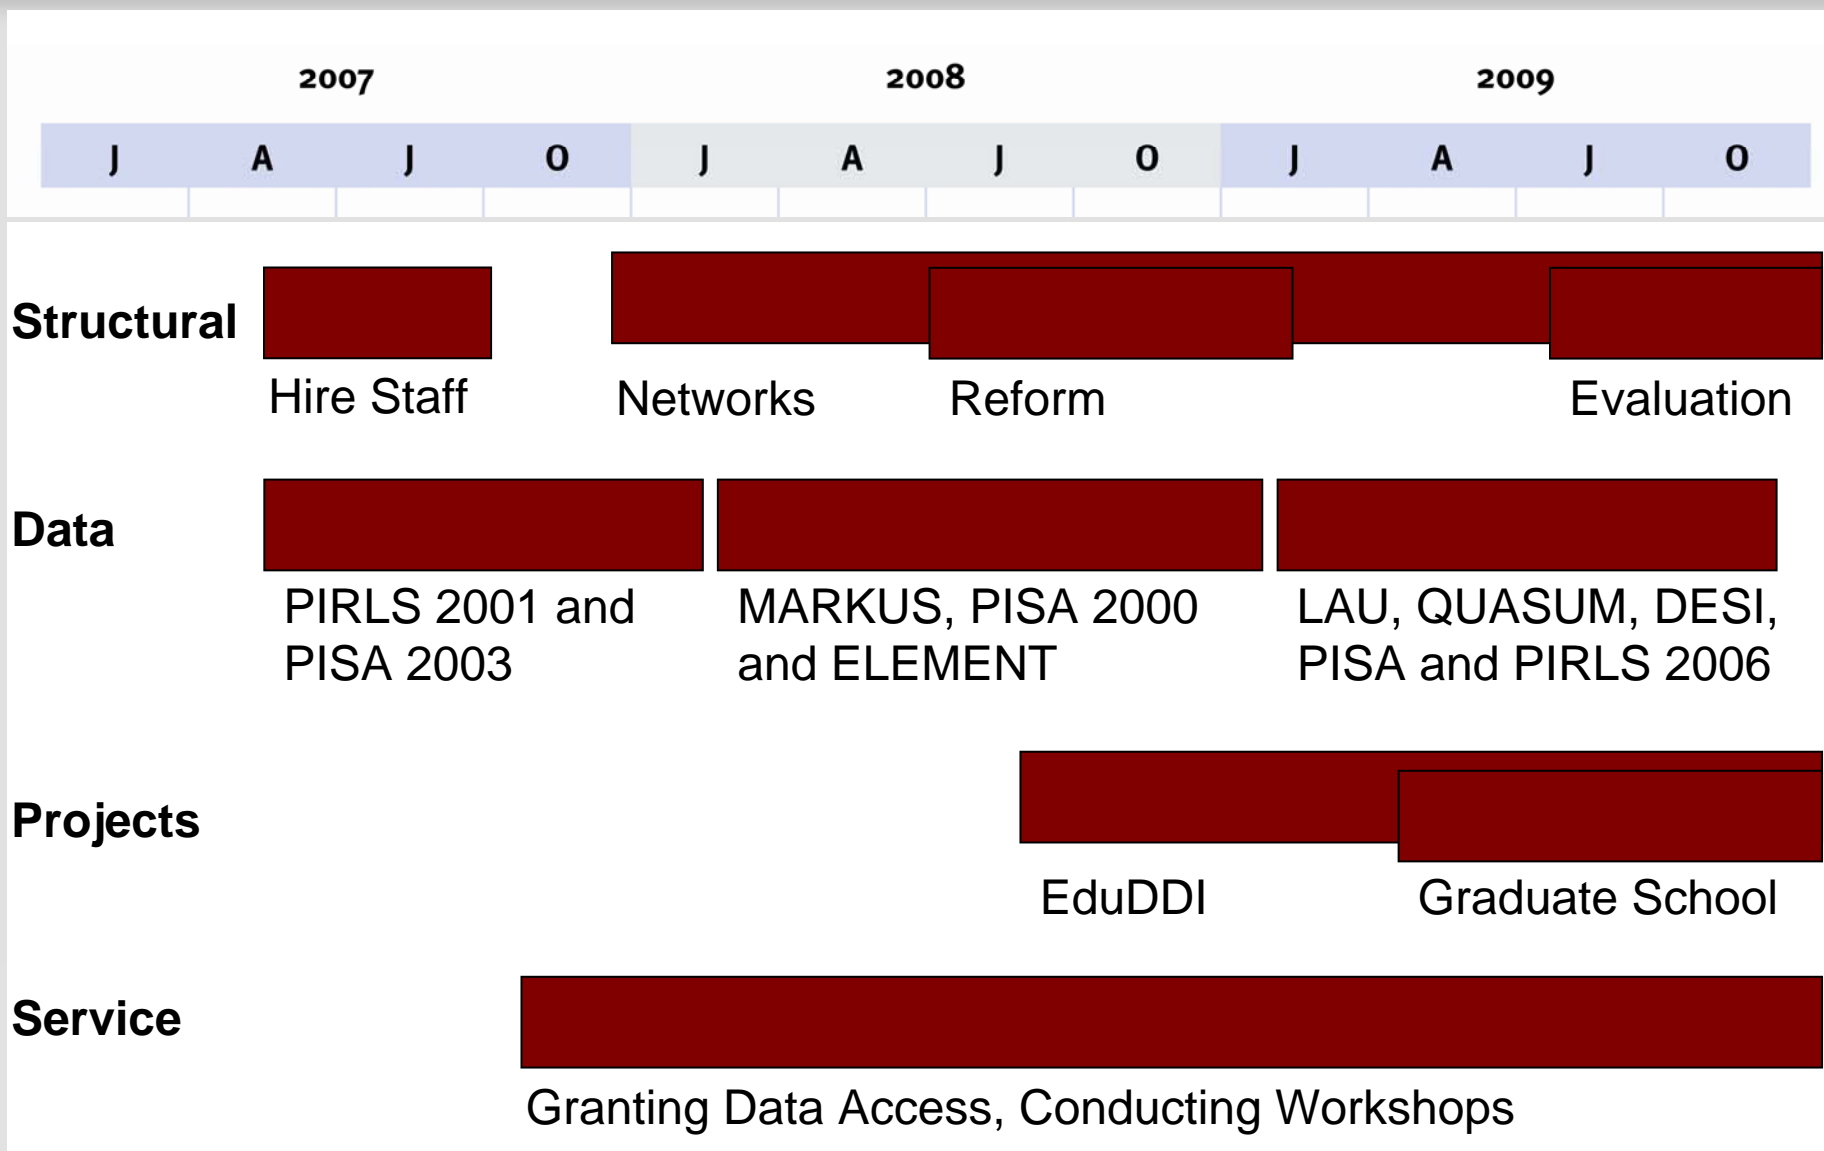 2007 2008 2009
J A J O J A J O J A J O
Structural
Hire Staff Networks Reform Evaluation
Data
PIRLS 2001 and MARKUS, PISA 2000 LAU, QUASUM, DESI,
PISA 2003 and ELEMENT PISA and PIRLS 2006
Projects
EduDDI Graduate School
Service
Granting Data Access, Conducting Workshops